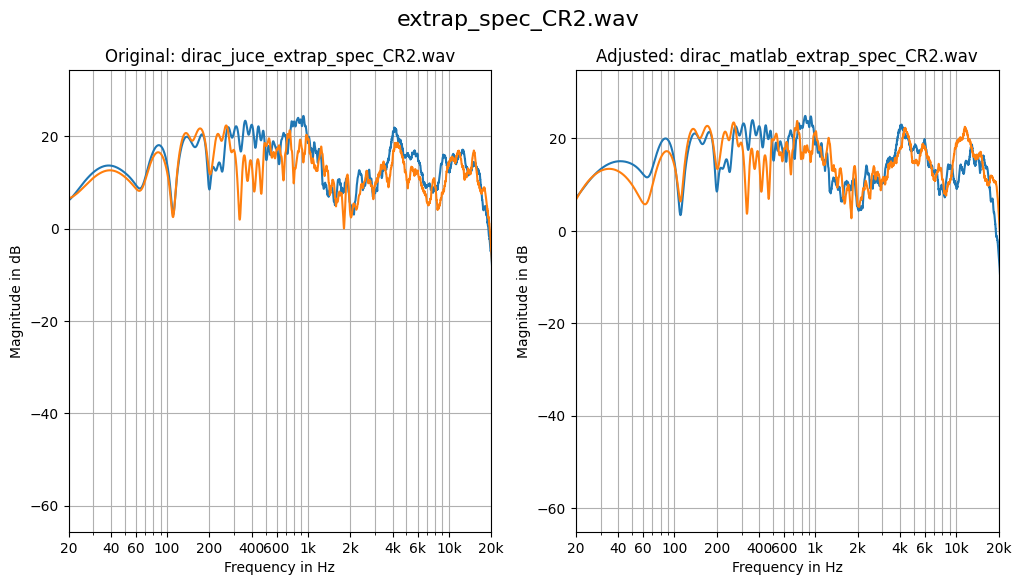 extrap_spec_CR2.wav
Original: dirac_juce_extrap_spec_CR2.wav
Magnitude in dB
20
0
−20
−40
−60
20 40 60 100 200 400600 1k 2k 4k 6k 10k 20k
Frequency in Hz
Adjusted: dirac_matlab_extrap_spec_CR2.wav
Magnitude in dB
20
0
−20
−40
−60
20 40 60 100 200 400600 1k 2k 4k 6k 10k 20k
Frequency in Hz